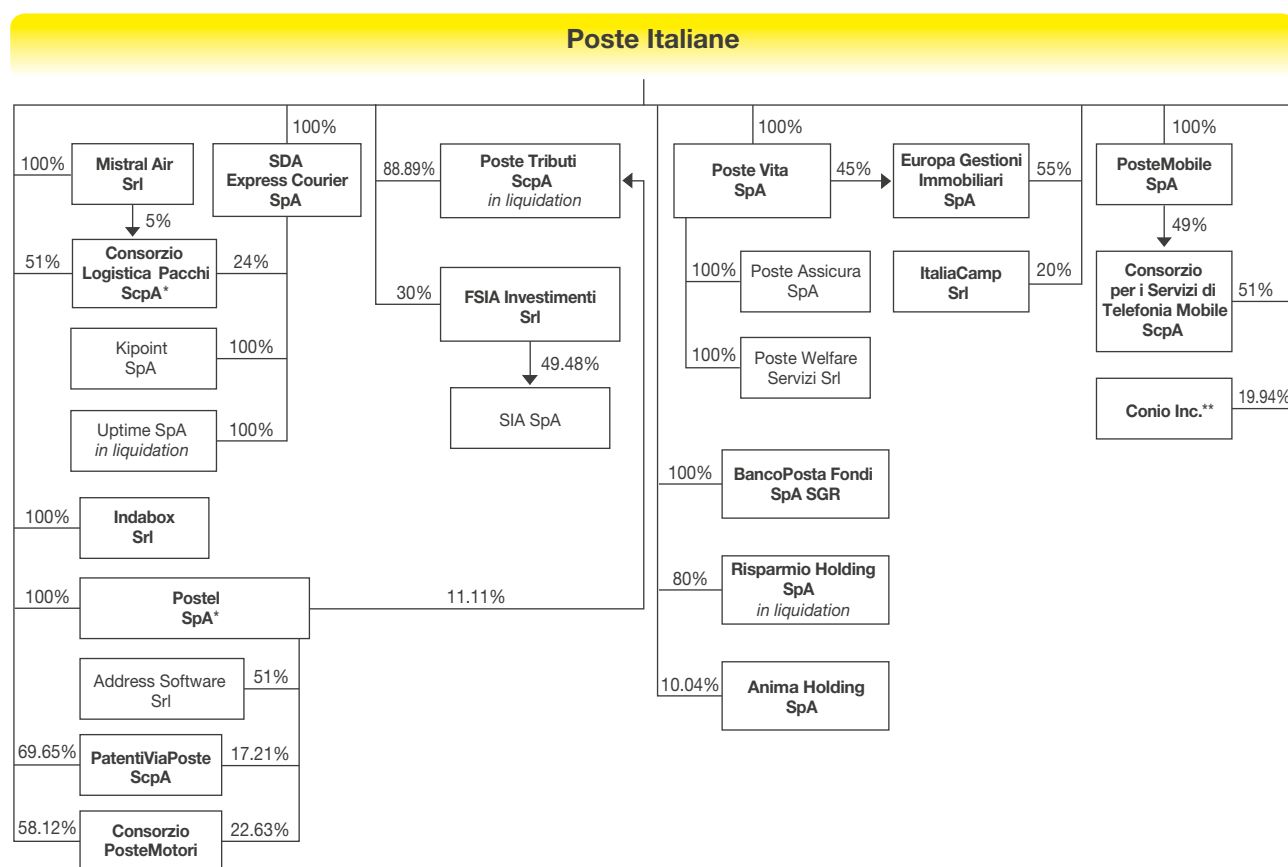 Poste Italiane
100%
Mistral Air
Srl
5%
51%
Consorzio
Logistica Pacchi
ScpA*
24%
100%
SDA
Express Courier
SpA
Kipoint
SpA
100%
Uptime SpA
in liquidation
100%
100%
Indabox
Srl
100%
Postel
SpA*
11.11%
Address Software
Srl
51%
69.65%
PatentiViaPoste
ScpA
17.21%
58.12%
Consorzio
PosteMotori
22.63%
88.89%
Poste Tributi
ScpA
in liquidation
30%
FSIA Investimenti
Srl
49.48%
SIA SpA
100%
Poste Vita
SpA
45%
Europa Gestioni
Immobiliari
SpA
55%
100%
Poste Assicura
SpA
ItaliaCamp
Srl
20%
100%
Poste Welfare
Servizi Srl
100%
BancoPosta Fondi
SpA SGR
80%
Risparmio Holding
SpA
in liquidation
10.04%
Anima Holding
SpA
100%
PosteMobile
SpA
49%
Consorzio
per i Servizi di
Telefonia Mobile
ScpA
51%
Conio Inc.**
19.94%